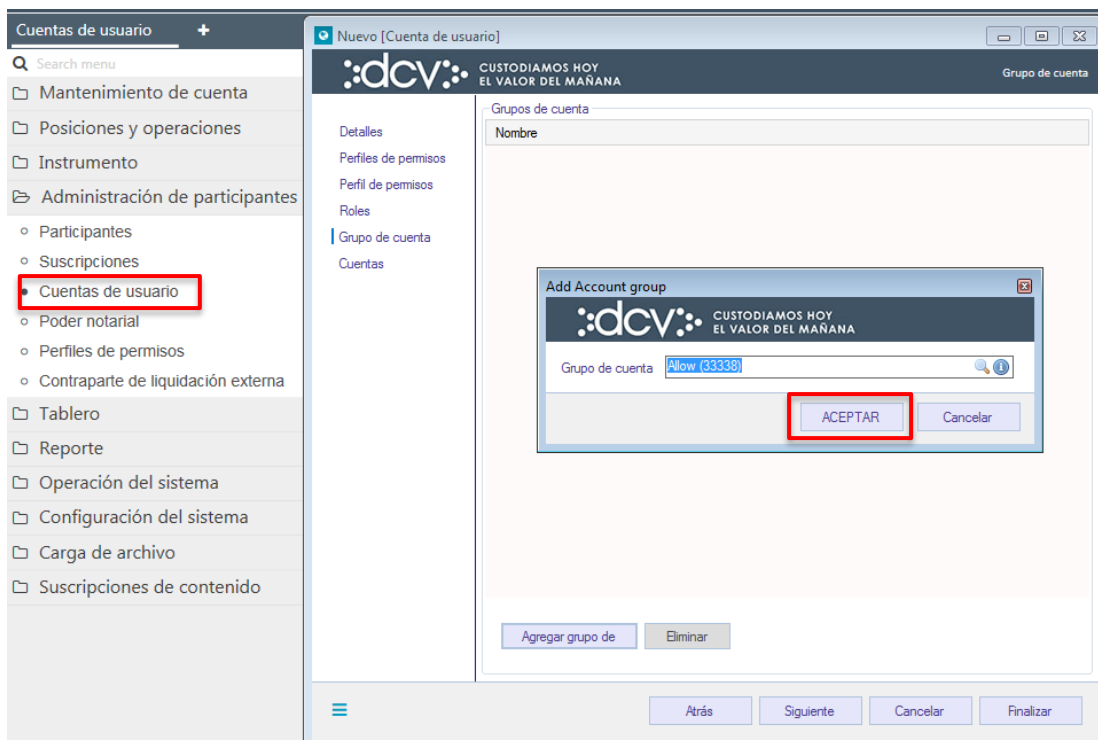 Cuentas de usuario +
Search menu
Mantenimiento de cuenta
Posiciones y operaciones
Instrumento
Administración de participantes
Participantes
Suscripciones
Cuentas de usuario
Poder notarial
Perfiles de permisos
Contraparte de liquidación externa
Tablero
Reporte
Operación del sistema
Configuración del sistema
Carga de archivo
Suscripciones de contenido
Nuevo [Cuenta de usuario]
dcv CUSTODIAMOS HOY
EL VALOR DEL MAÑANA
Grupo de cuenta
Detalles
Perfiles de permisos
Perfil de permisos
Roles
Grupo de cuenta
Cuentas
Grupos de cuenta
Nombre
Add Account group
dcv CUSTODIAMOS HOY
EL VALOR DEL MAÑANA
Grupo de cuenta Allow (33338)
ACEPTAR Cancelar
Agregar grupo de Eliminar
Atrás Siguiente Cancelar Finalizar